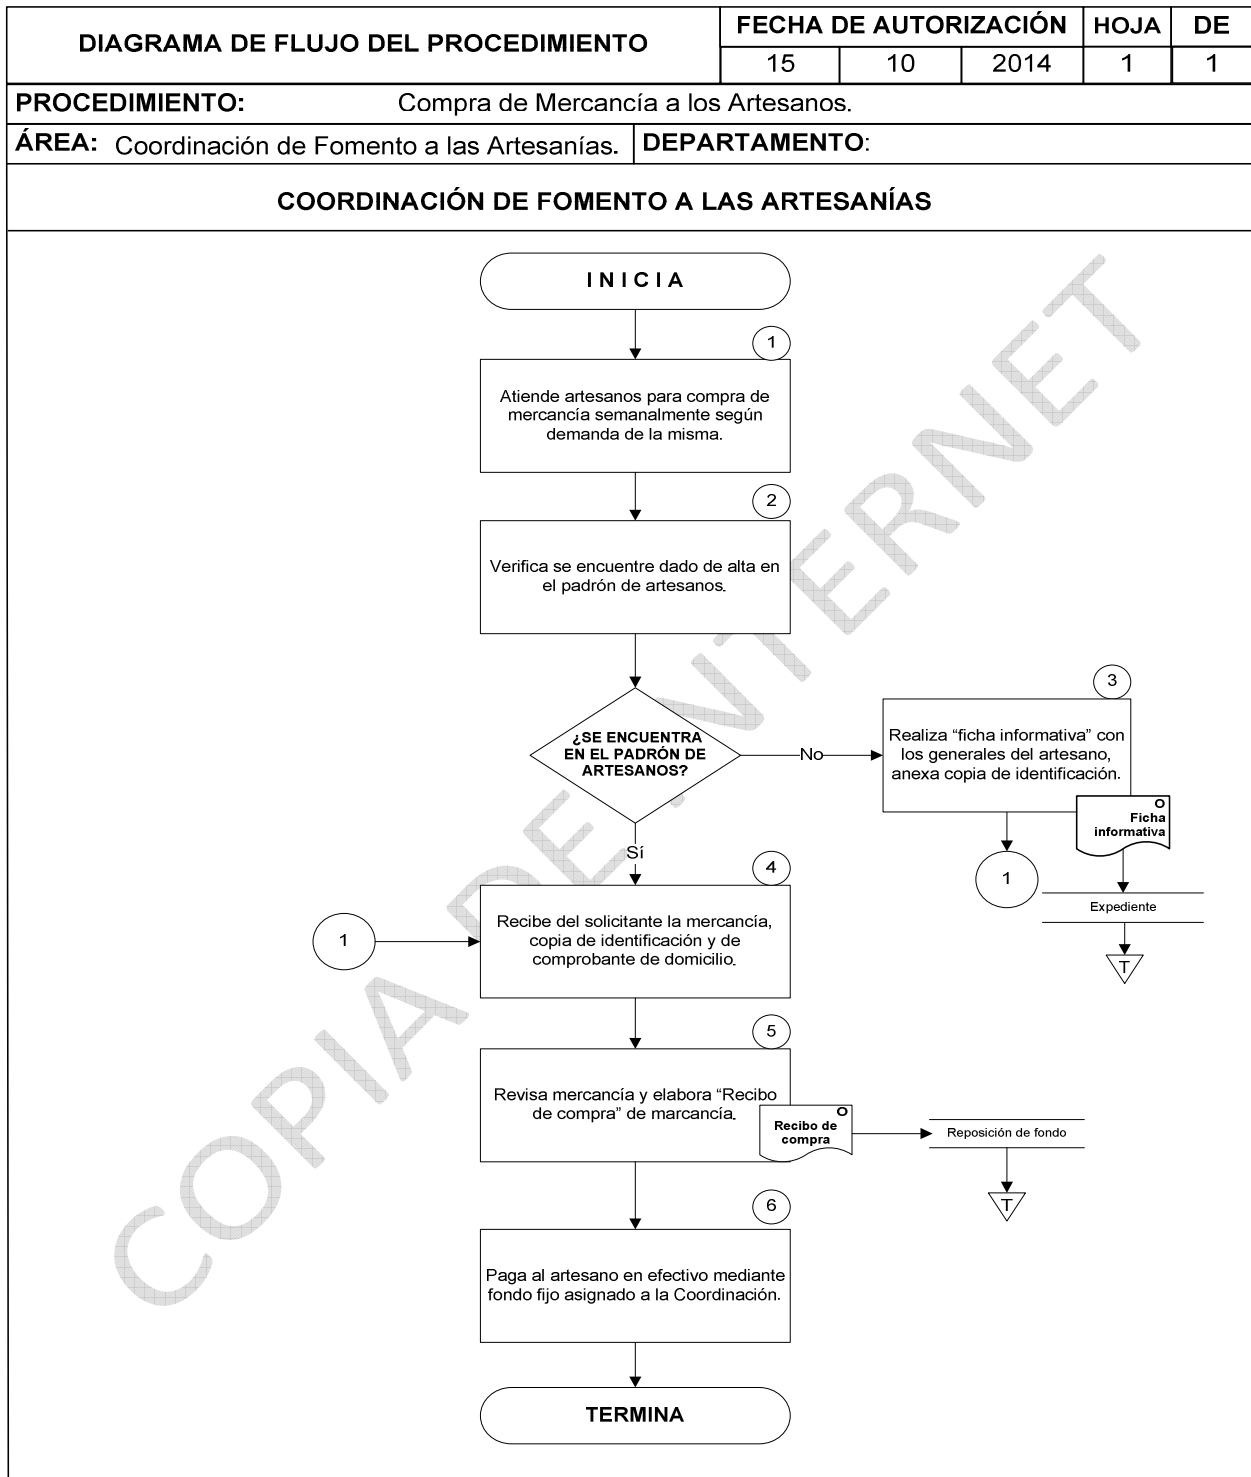 DIAGRAMA DE FLUJO DEL PROCEDIMIENTO
FECHA DE AUTORIZACIÓN
HOJA
DE
15
10
2014
1
1
PROCEDIMIENTO: Compra de Mercancía a los Artesanos.
ÁREA: Coordinación de Fomento a las Artesanías.
DEPARTAMENTO:
COORDINACIÓN DE FOMENTO A LAS ARTESANÍAS
I N I C I A
1
Atiende artesanos para compra de
mercancía semanalmente según
demanda de la misma.
2
Verifica se encuentre dado de alta en
el padrón de artesanos.
¿SE ENCUENTRA
EN EL PADRÓN DE
ARTESANOS?
No
3
Realiza “ficha informativa” con
los generales del artesano,
anexa copia de identificación.
O
Ficha
informativa
1
Expediente
T
Sí
4
1
Recibe del solicitante la mercancía,
copia de identificación y de
comprobante de domicilio.
5
Revisa mercancía y elabora “Recibo
de compra” de marcancía.
O
Recibo de
compra
Reposición de fondo
T
6
Paga al artesano en efectivo mediante
fondo fijo asignado a la Coordinación.
TERMINA
COPIA DE INTERNET